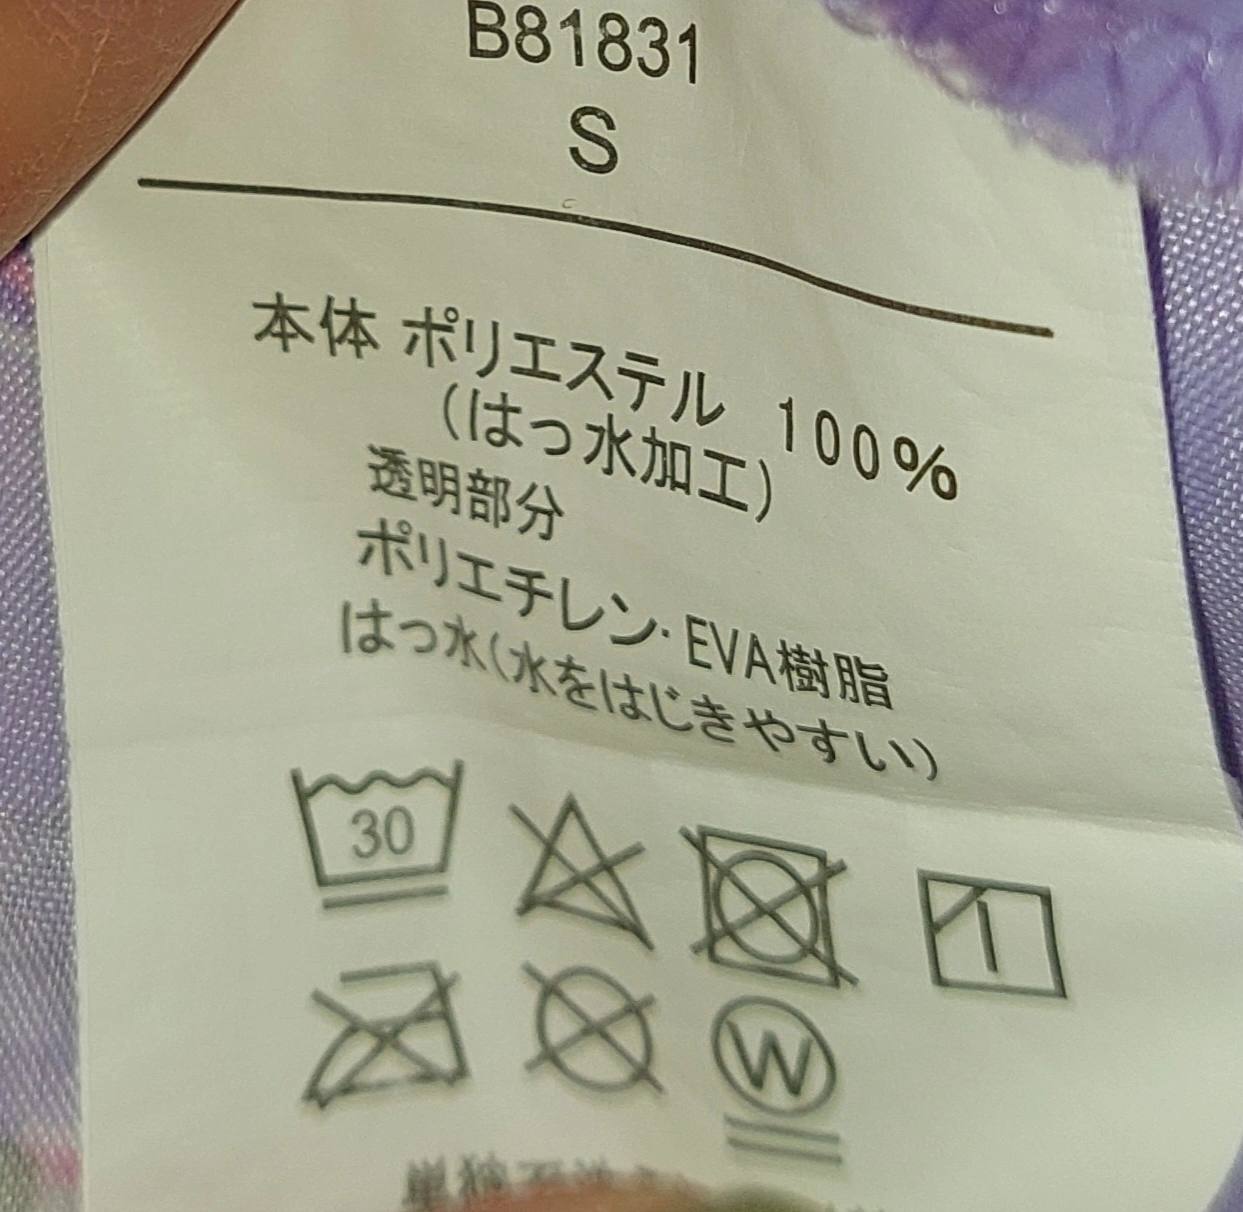 B81831
S
本体 ポリエステル 100%
(はっ水加工)
透明部分
ポリエチレン・EVA樹脂
はっ水(水をはじきやすい)
30
W
単独